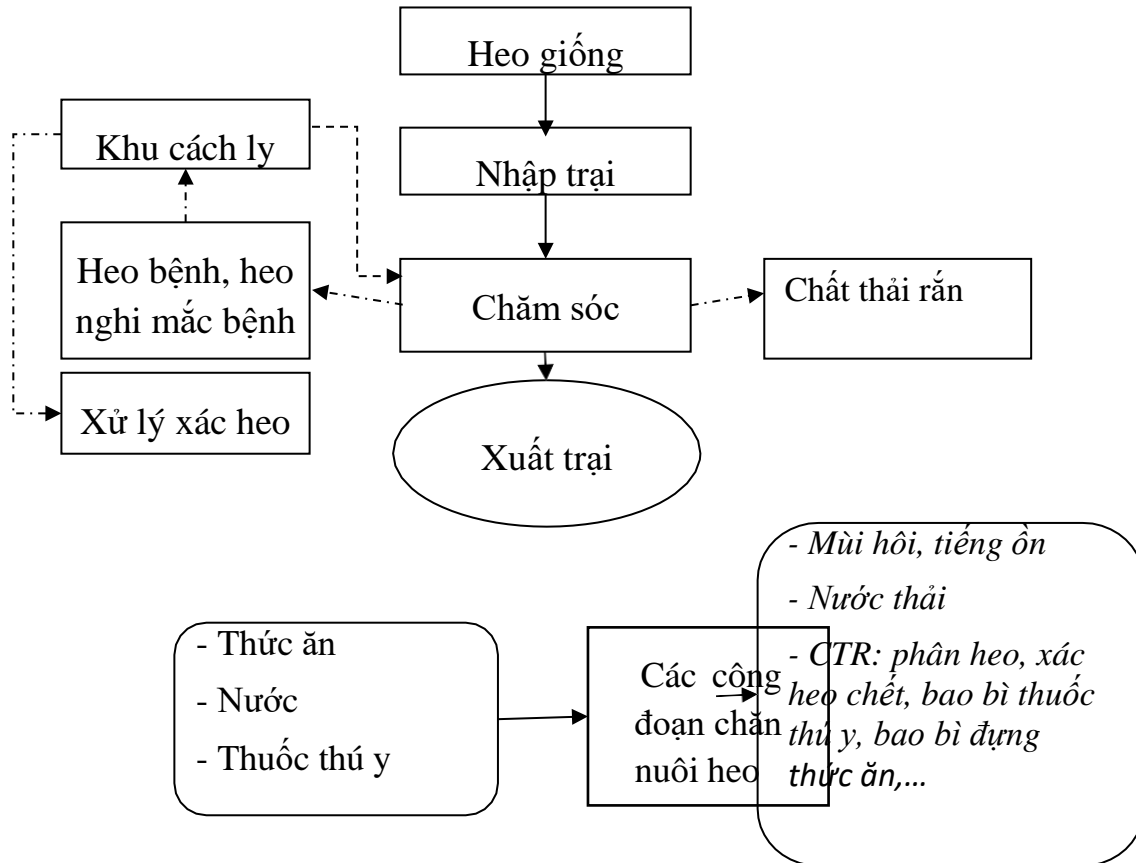 Heo giống
Khu cách ly
Nhập trại
Heo bệnh, heo
nghi mắc bệnh
Chăm sóc
Chất thải rắn
Xử lý xác heo
Xuất trại
- Thức ăn
- Nước
- Thuốc thú y
Các công
đoạn chăn
nuôi heo
- Mùi hôi, tiếng ồn
- Nước thải
- CTR: phân heo, xác
heo chết, bao bì thuốc
thú y, bao bì đựng
thức ăn,...